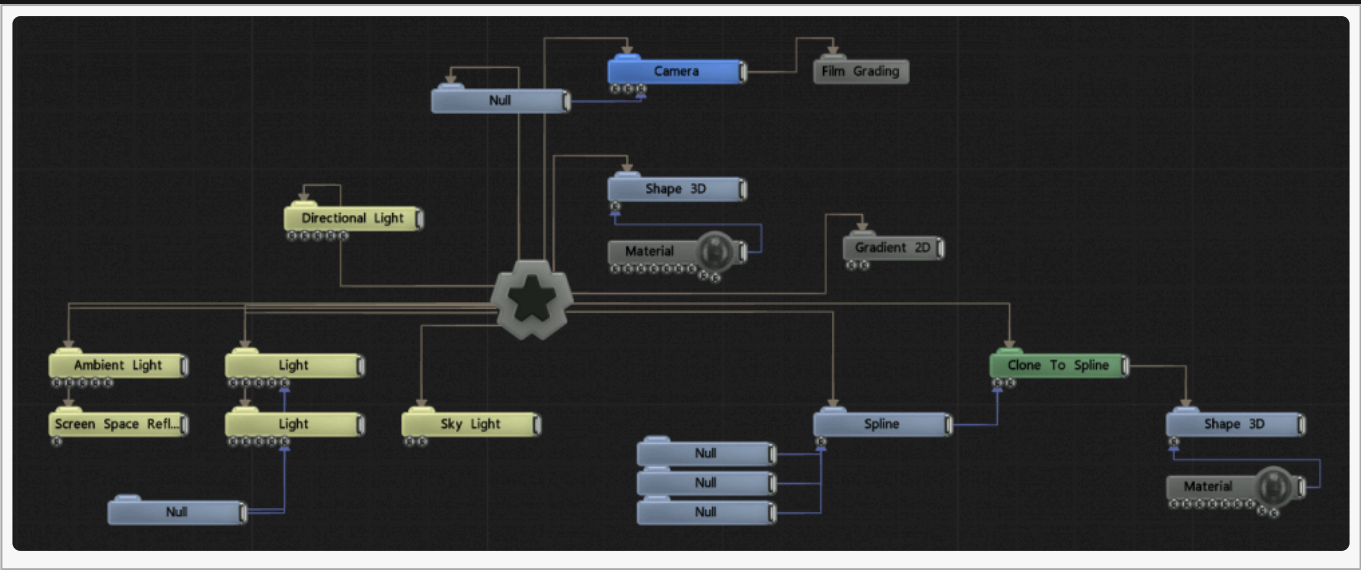 Camera
Film Grading
Null
Shape 3D
Directional Light
Material
Gradient 2D
Ambient Light
Light
Clone To Spline
Screen Space Refl...
Light
Sky Light
Spline
Shape 3D
Null
Null
Material
Null
Null